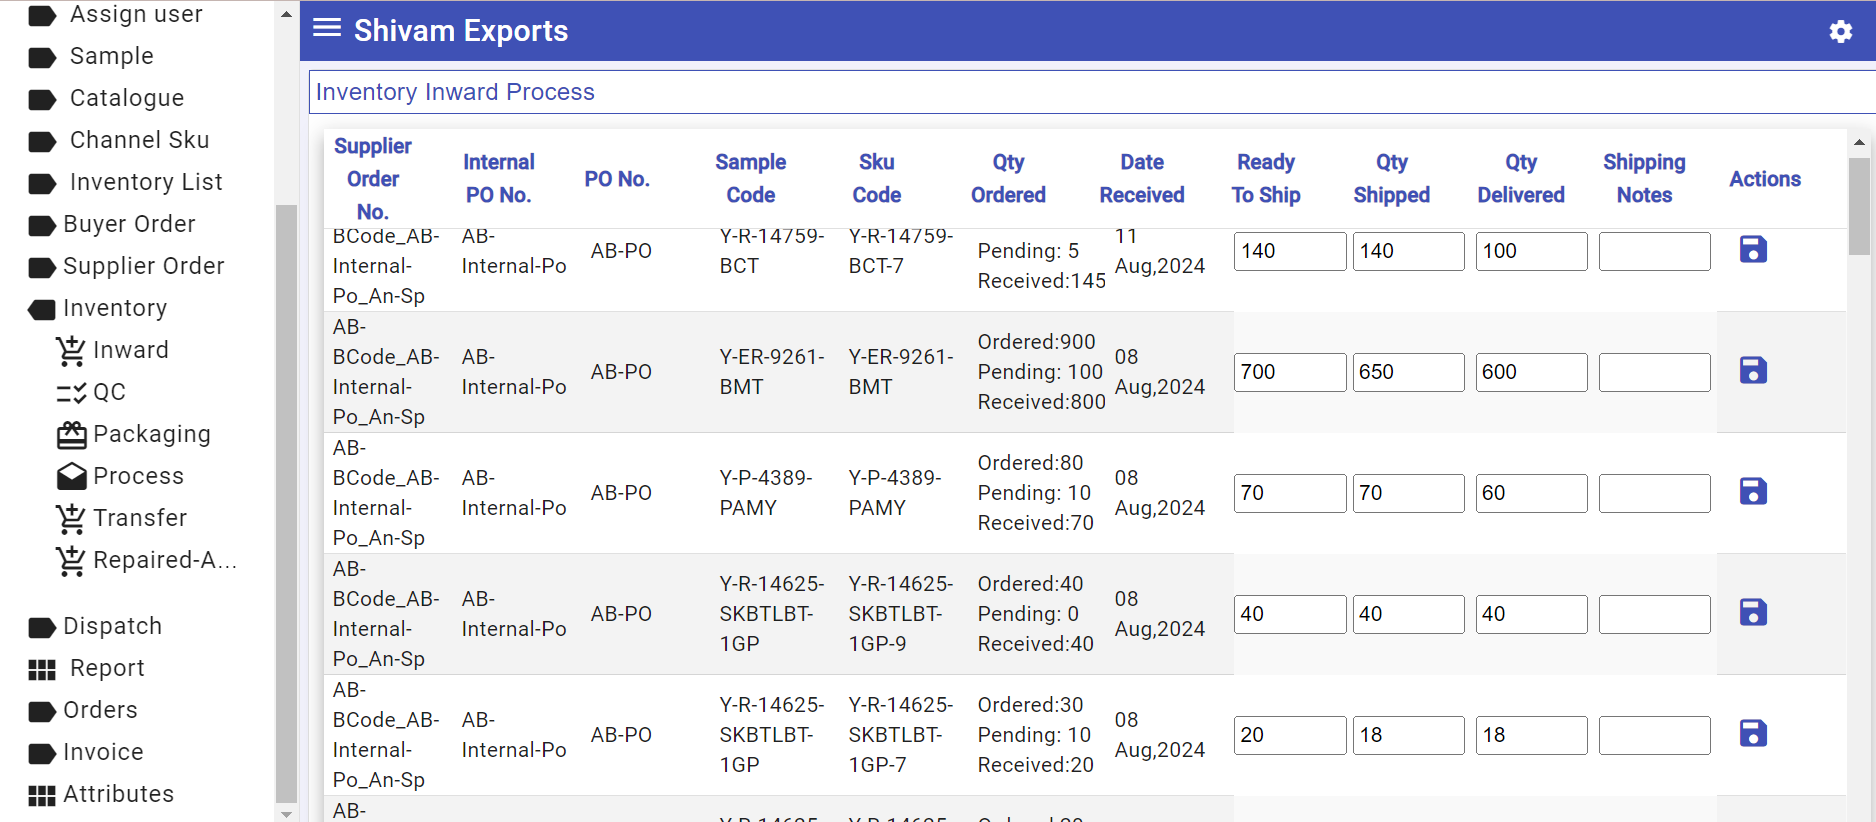 Assign user
Sample
Catalogue
Channel Sku
Inventory List
Buyer Order
Supplier Order
Inventory
Inward
QC
Packaging
Process
Transfer
Repaired-A...
Dispatch
Report
Orders
Invoice
Attributes
Shivam Exports
Inventory Inward Process
Supplier
Order
No.
Internal
PO No.
PO No.
Sample
Code
Sku
Code
Qty
Ordered
Date
Received
Ready
To Ship
Qty
Shipped
Qty
Delivered
Shipping
Notes
Actions
BCode_AB-
Internal-
Po_An-Sp
AB-
Internal-Po
AB-PO
Y-R-14759-
BCT
Y-R-14759-
BCT-7
Pending: 5
Received:145
11
Aug,2024
140
140
100
AB-
BCode_AB-
Internal-
Po_An-Sp
AB-
Internal-Po
AB-PO
Y-ER-9261-
BMT
Y-ER-9261-
BMT
Ordered:900
Pending: 100
Received:800
08
Aug,2024
700
650
600
AB-
BCode_AB-
Internal-
Po_An-Sp
AB-
Internal-Po
AB-PO
Y-P-4389-
PAMY
Y-P-4389-
PAMY
Ordered:80
Pending: 10
Received:70
08
Aug,2024
70
70
60
AB-
BCode_AB-
Internal-
Po_An-Sp
AB-
Internal-Po
AB-PO
Y-R-14625-
SKBTLBT-
1GP
Y-R-14625-
SKBTLBT-
1GP-9
Ordered:40
Pending: 0
Received:40
08
Aug,2024
40
40
40
AB-
BCode_AB-
Internal-
Po_An-Sp
AB-
Internal-Po
AB-PO
Y-R-14625-
SKBTLBT-
1GP
Y-R-14625-
SKBTLBT-
1GP-7
Ordered:30
Pending: 10
Received:20
08
Aug,2024
20
18
18
AB-
Y-R-14625-
Y-R-14625-